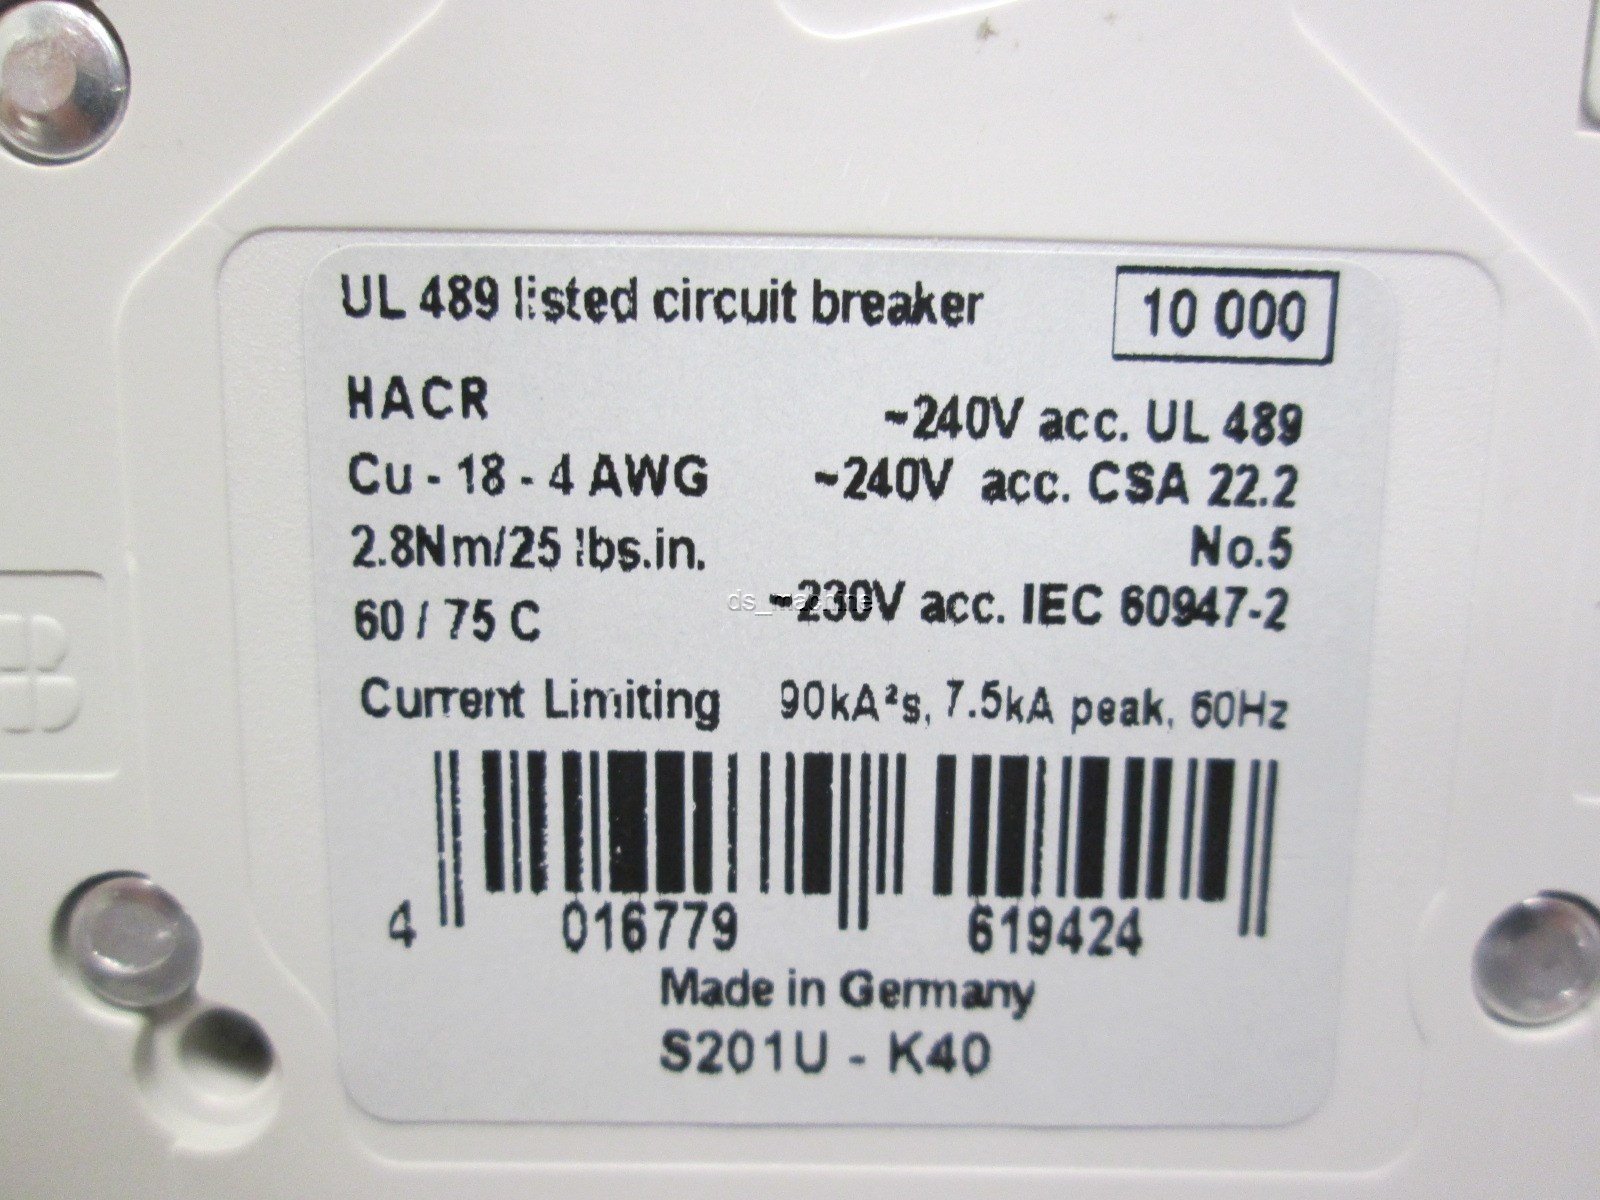 UL 489 listed circuit breaker
10 000
HACR
~240V acc. UL 489
Cu - 18 - 4 AWG
~240V acc. CSA 22.2
2.8Nm/25 lbs.in.
No.5
60 / 75 C
~230V acc. IEC 60947-2
ds_machine
Current Limiting 90kA²s, 7.5kA peak, 60Hz
4 016779 619424
Made in Germany
S201U - K40